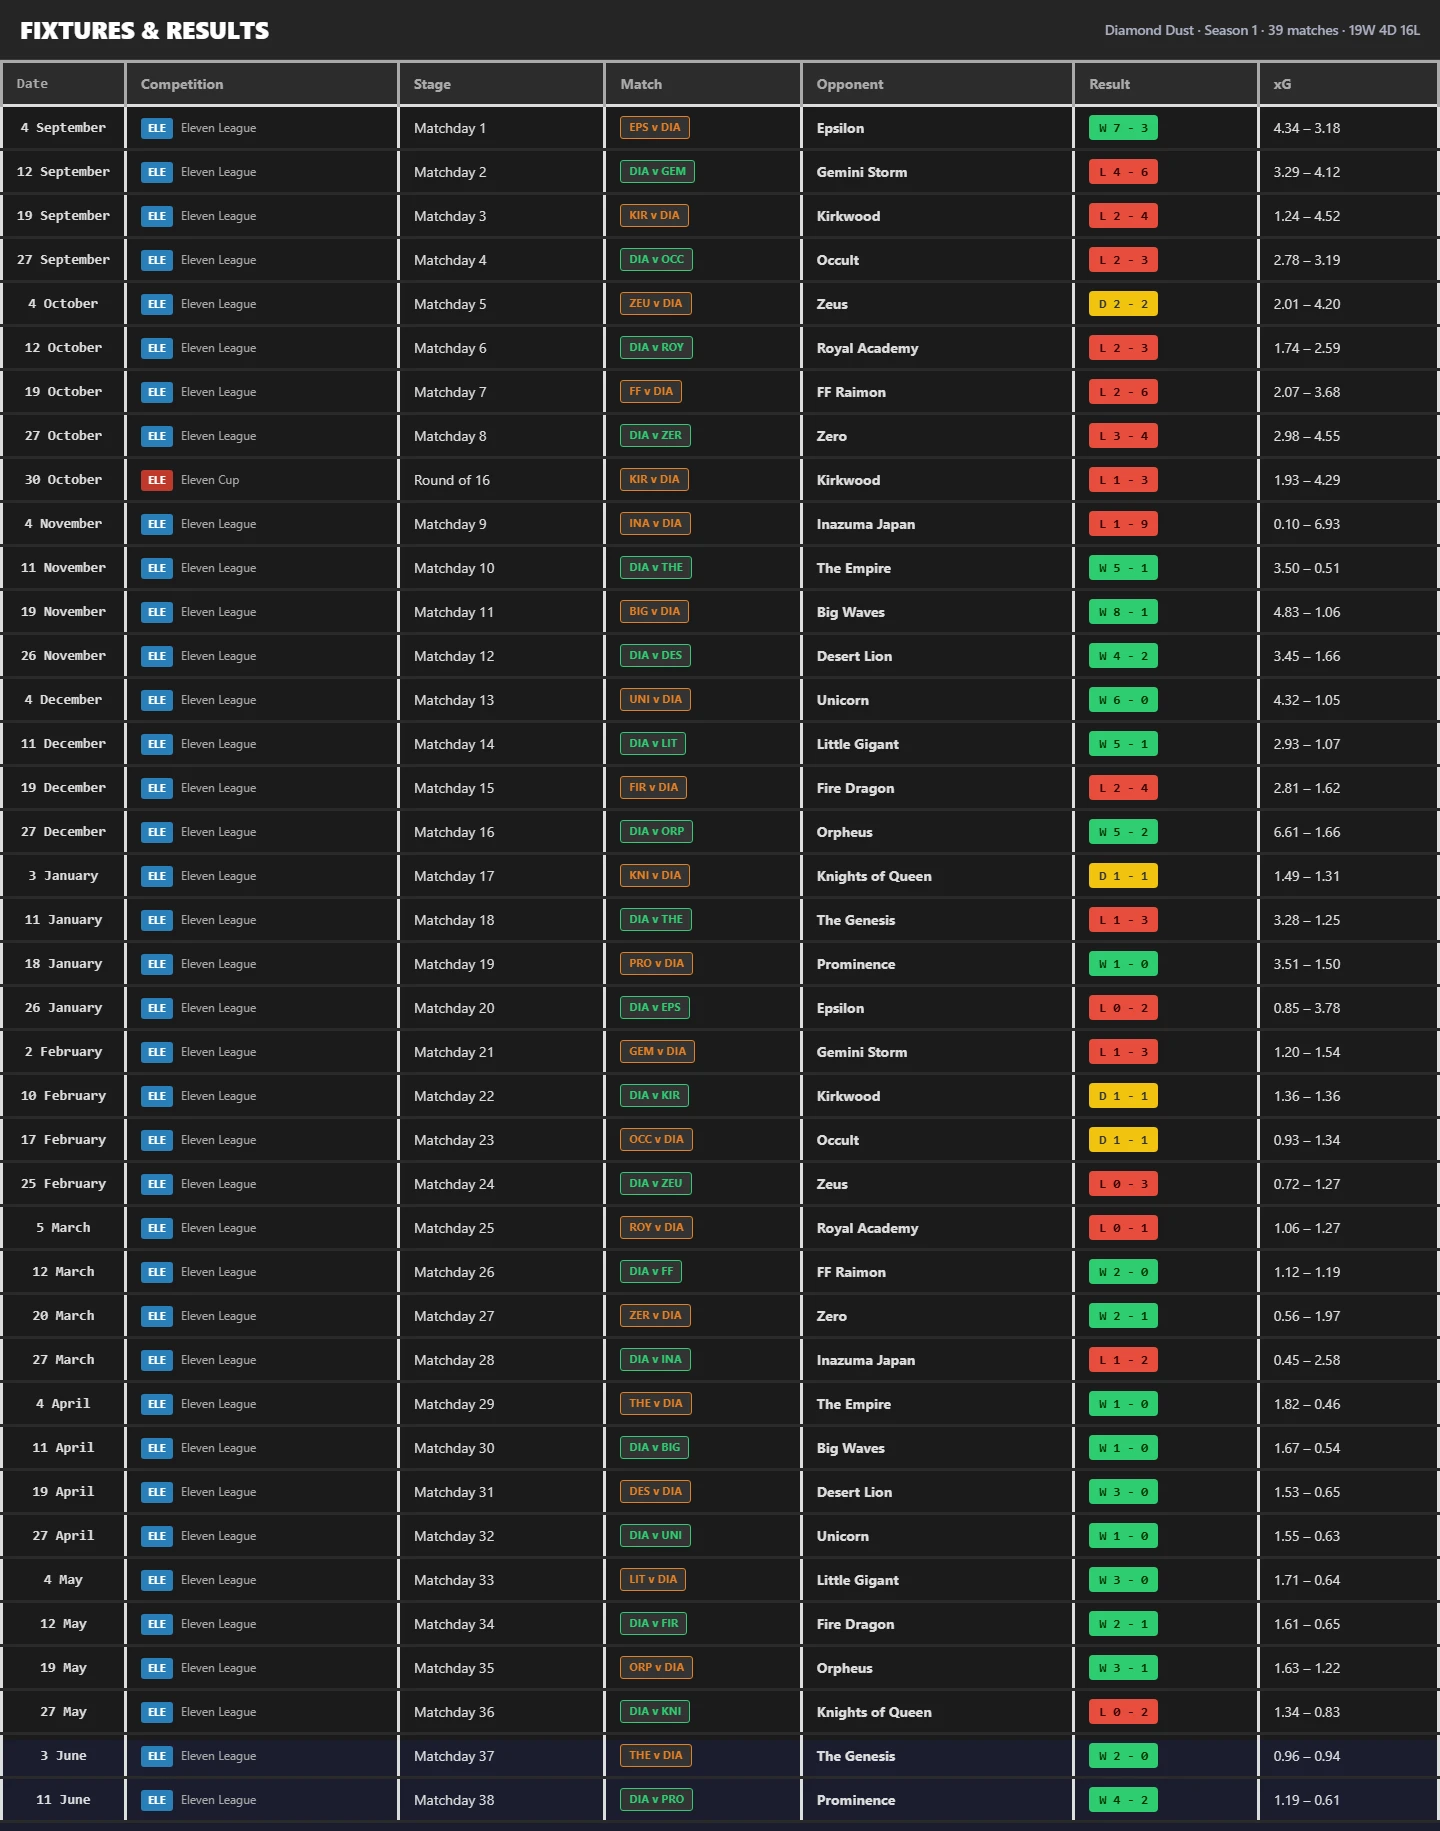 FIXTURES & RESULTS
Diamond Dust · Season 1 · 39 matches · 19W 4D 16L
Date Competition Stage Match Opponent Result xG
4 September ELE Eleven League Matchday 1 EPS v DIA Epsilon W 7 - 3 4.34 – 3.18
12 September ELE Eleven League Matchday 2 DIA v GEM Gemini Storm L 4 - 6 3.29 – 4.12
19 September ELE Eleven League Matchday 3 KIR v DIA Kirkwood L 2 - 4 1.24 – 4.52
27 September ELE Eleven League Matchday 4 DIA v OCC Occult L 2 - 3 2.78 – 3.19
4 October ELE Eleven League Matchday 5 ZEU v DIA Zeus D 2 - 2 2.01 – 4.20
12 October ELE Eleven League Matchday 6 DIA v ROY Royal Academy L 2 - 3 1.74 – 2.59
19 October ELE Eleven League Matchday 7 FF v DIA FF Raimon L 2 - 6 2.07 – 3.68
27 October ELE Eleven League Matchday 8 DIA v ZER Zero L 3 - 4 2.98 – 4.55
30 October ELE Eleven Cup Round of 16 KIR v DIA Kirkwood L 1 - 3 1.93 – 4.29
4 November ELE Eleven League Matchday 9 INA v DIA Inazuma Japan L 1 - 9 0.10 – 6.93
11 November ELE Eleven League Matchday 10 DIA v THE The Empire W 5 - 1 3.50 – 0.51
19 November ELE Eleven League Matchday 11 BIG v DIA Big Waves W 8 - 1 4.83 – 1.06
26 November ELE Eleven League Matchday 12 DIA v DES Desert Lion W 4 - 2 3.45 – 1.66
4 December ELE Eleven League Matchday 13 UNI v DIA Unicorn W 6 - 0 4.32 – 1.05
11 December ELE Eleven League Matchday 14 DIA v LIT Little Gigant W 5 - 1 2.93 – 1.07
19 December ELE Eleven League Matchday 15 FIR v DIA Fire Dragon L 2 - 4 2.81 – 1.62
27 December ELE Eleven League Matchday 16 DIA v ORP Orpheus W 5 - 2 6.61 – 1.66
3 January ELE Eleven League Matchday 17 KNI v DIA Knights of Queen D 1 - 1 1.49 – 1.31
11 January ELE Eleven League Matchday 18 DIA v THE The Genesis L 1 - 3 3.28 – 1.25
18 January ELE Eleven League Matchday 19 PRO v DIA Prominence W 1 - 0 3.51 – 1.50
26 January ELE Eleven League Matchday 20 DIA v EPS Epsilon L 0 - 2 0.85 – 3.78
2 February ELE Eleven League Matchday 21 GEM v DIA Gemini Storm L 1 - 3 1.20 – 1.54
10 February ELE Eleven League Matchday 22 DIA v KIR Kirkwood D 1 - 1 1.36 – 1.36
17 February ELE Eleven League Matchday 23 OCC v DIA Occult D 1 - 1 0.93 – 1.34
25 February ELE Eleven League Matchday 24 DIA v ZEU Zeus L 0 - 3 0.72 – 1.27
5 March ELE Eleven League Matchday 25 ROY v DIA Royal Academy L 0 - 1 1.06 – 1.27
12 March ELE Eleven League Matchday 26 DIA v FF FF Raimon W 2 - 0 1.12 – 1.19
20 March ELE Eleven League Matchday 27 ZER v DIA Zero W 2 - 1 0.56 – 1.97
27 March ELE Eleven League Matchday 28 DIA v INA Inazuma Japan L 1 - 2 0.45 – 2.58
4 April ELE Eleven League Matchday 29 THE v DIA The Empire W 1 - 0 1.82 – 0.46
11 April ELE Eleven League Matchday 30 DIA v BIG Big Waves W 1 - 0 1.67 – 0.54
19 April ELE Eleven League Matchday 31 DES v DIA Desert Lion W 3 - 0 1.53 – 0.65
27 April ELE Eleven League Matchday 32 DIA v UNI Unicorn W 1 - 0 1.55 – 0.63
4 May ELE Eleven League Matchday 33 LIT v DIA Little Gigant W 3 - 0 1.71 – 0.64
12 May ELE Eleven League Matchday 34 DIA v FIR Fire Dragon W 2 - 1 1.61 – 0.65
19 May ELE Eleven League Matchday 35 ORP v DIA Orpheus W 3 - 1 1.63 – 1.22
27 May ELE Eleven League Matchday 36 DIA v KNI Knights of Queen L 0 - 2 1.34 – 0.83
3 June ELE Eleven League Matchday 37 THE v DIA The Genesis W 2 - 0 0.96 – 0.94
11 June ELE Eleven League Matchday 38 DIA v PRO Prominence W 4 - 2 1.19 – 0.61